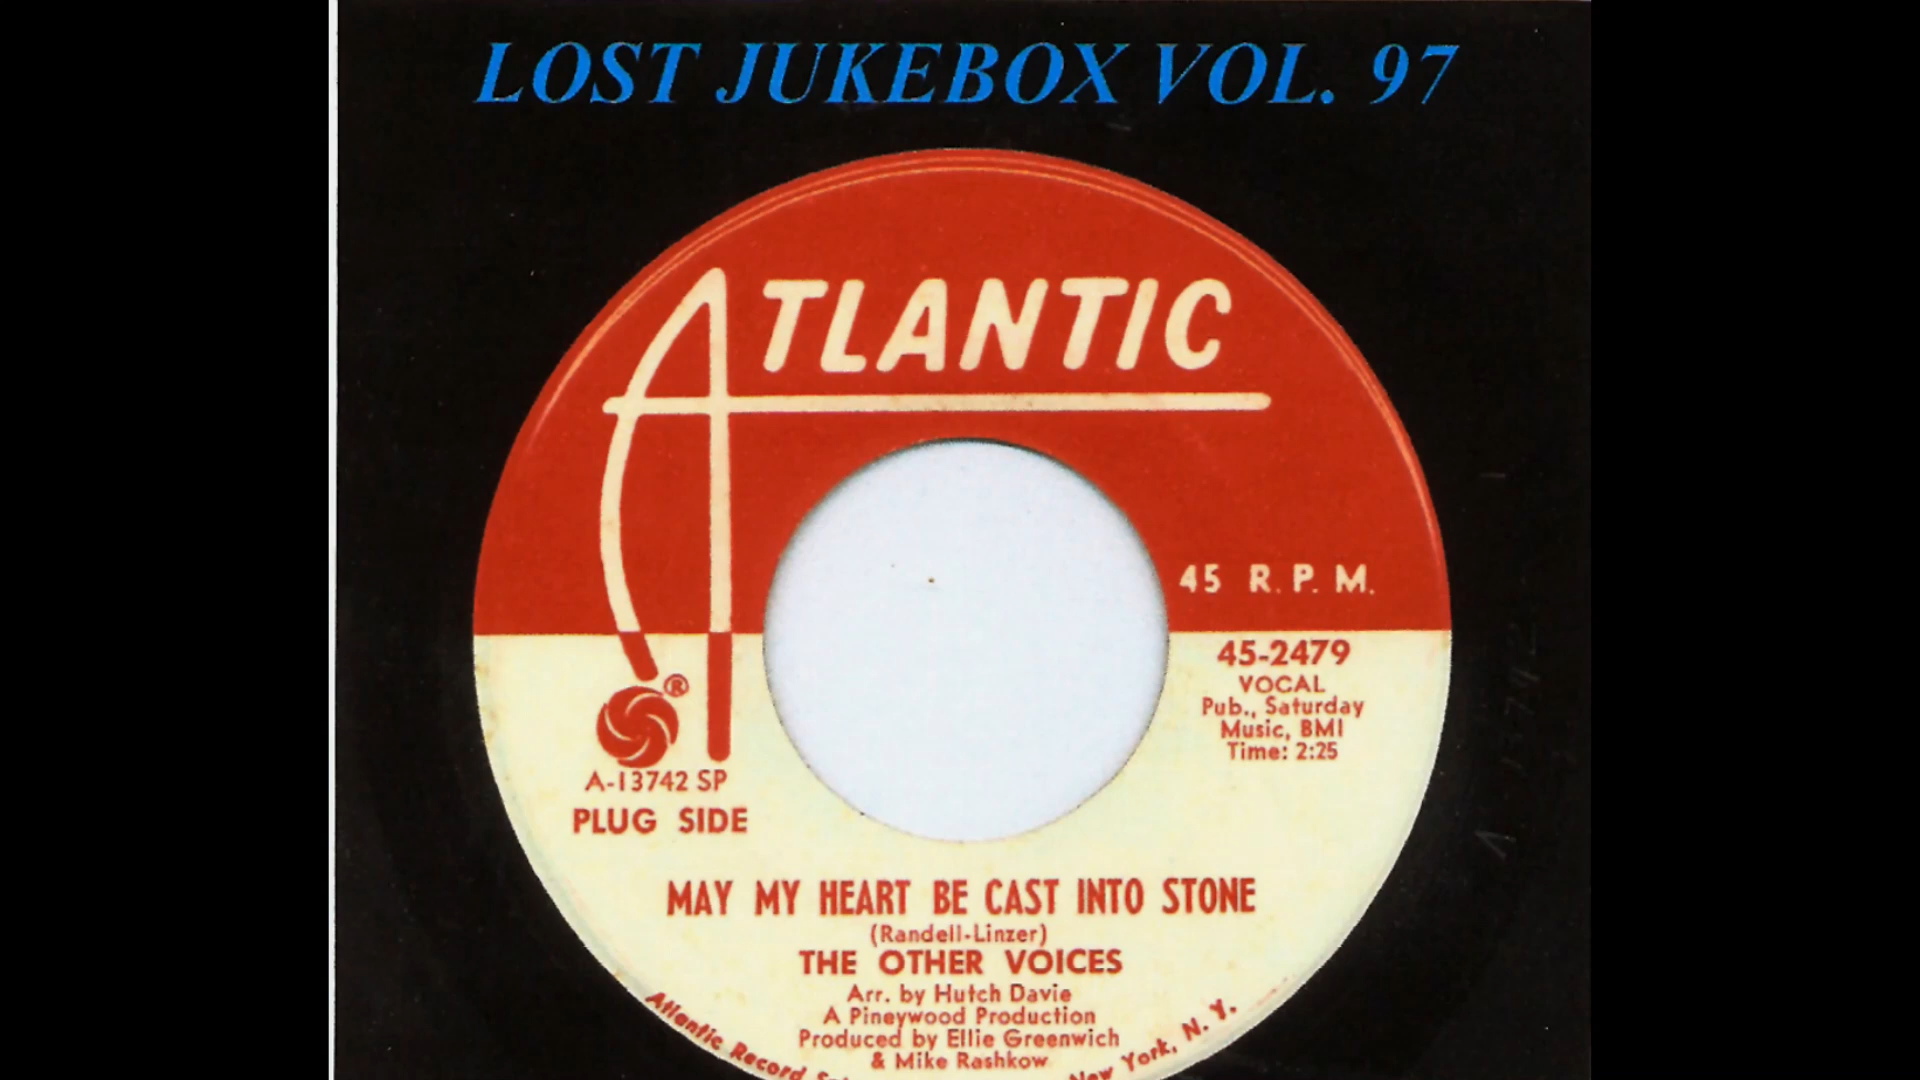 LOST JUKEBOX VOL. 97
ATLANTIC
45 R.P.M.
45-2479
VOCAL
Pub., Saturday
Music, BMI
Time: 2:25
®
A-13742 SP
PLUG SIDE
MAY MY HEART BE CAST INTO STONE
(Randell-Linzer)
THE OTHER VOICES
Arr. by Hutch Davie
A Pineywood Production
Produced by Ellie Greenwich
& Mike Rashkow
Atlantic Record
New York, N. Y.